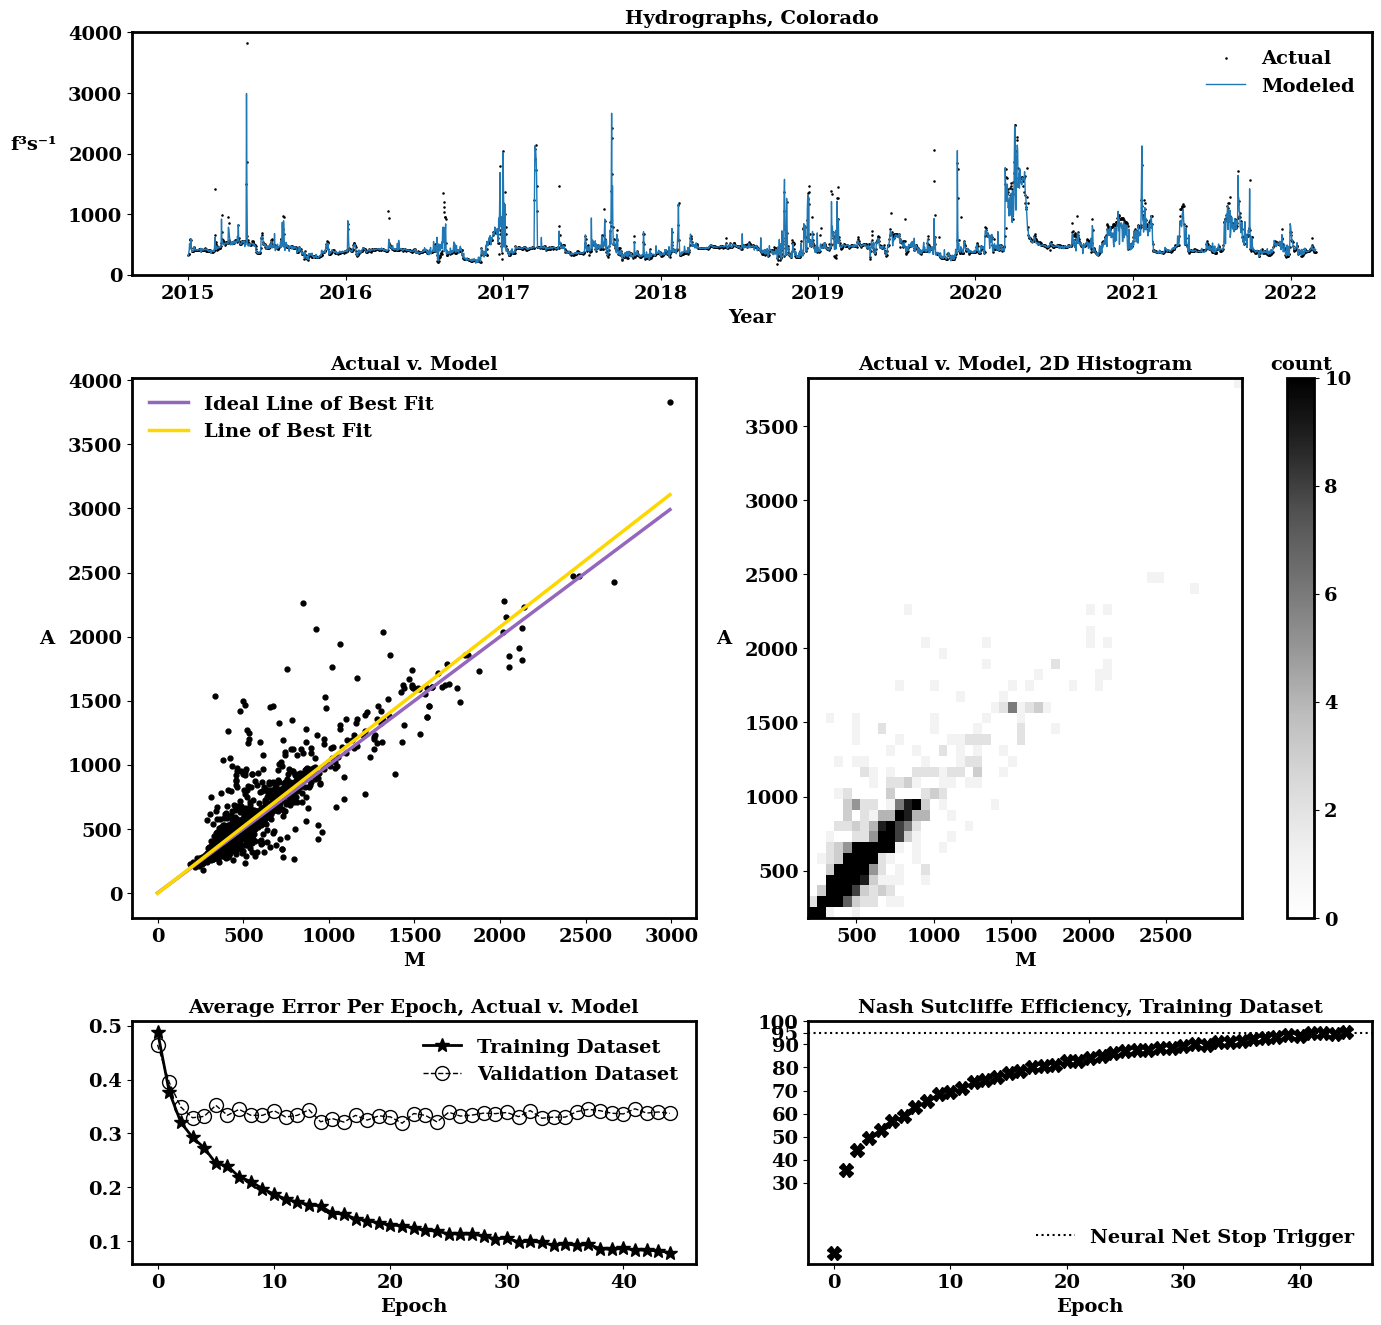 Hydrographs, Colorado
4000
3000
2000
1000
0
f³s⁻¹
Actual
Modeled
2015 2016 2017 2018 2019 2020 2021 2022
Year
Actual v. Model
4000
3500
3000
2500
2000
1500
1000
500
0
A
Ideal Line of Best Fit
Line of Best Fit
0 500 1000 1500 2000 2500 3000
M
Actual v. Model, 2D Histogram
3500
3000
2500
2000
1500
1000
500
A
500 1000 1500 2000 2500
M
count
10
8
6
4
2
0
Average Error Per Epoch, Actual v. Model
0.5
0.4
0.3
0.2
0.1
Training Dataset
Validation Dataset
0 10 20 30 40
Epoch
Nash Sutcliffe Efficiency, Training Dataset
100
95
90
80
70
60
50
40
30
Neural Net Stop Trigger
0 10 20 30 40
Epoch